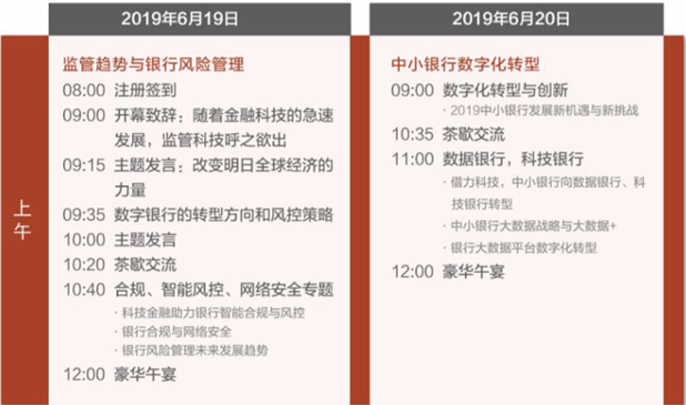 2019年6月19日
上午
监管趋势与银行风险管理
08:00 注册签到
09:00 开幕致辞：随着金融科技的急速
发展，监管科技呼之欲出
09:15 主题发言：改变明日全球经济的
力量
09:35 数字银行的转型方向和风控策略
10:00 主题发言
10:20 茶歇交流
10:40 合规、智能风控、网络安全专题
· 科技金融助力银行智能合规与风控
· 银行合规与网络安全
· 银行风险管理未来发展趋势
12:00 豪华午宴
2019年6月20日
中小银行数字化转型
09:00 数字化转型与创新
· 2019中小银行发展新机遇与新挑战
10:35 茶歇交流
11:00 数据银行，科技银行
· 借力科技，中小银行向数据银行、科
技银行转型
· 中小银行大数据战略与大数据+
· 银行大数据平台数字化转型
12:00 豪华午宴